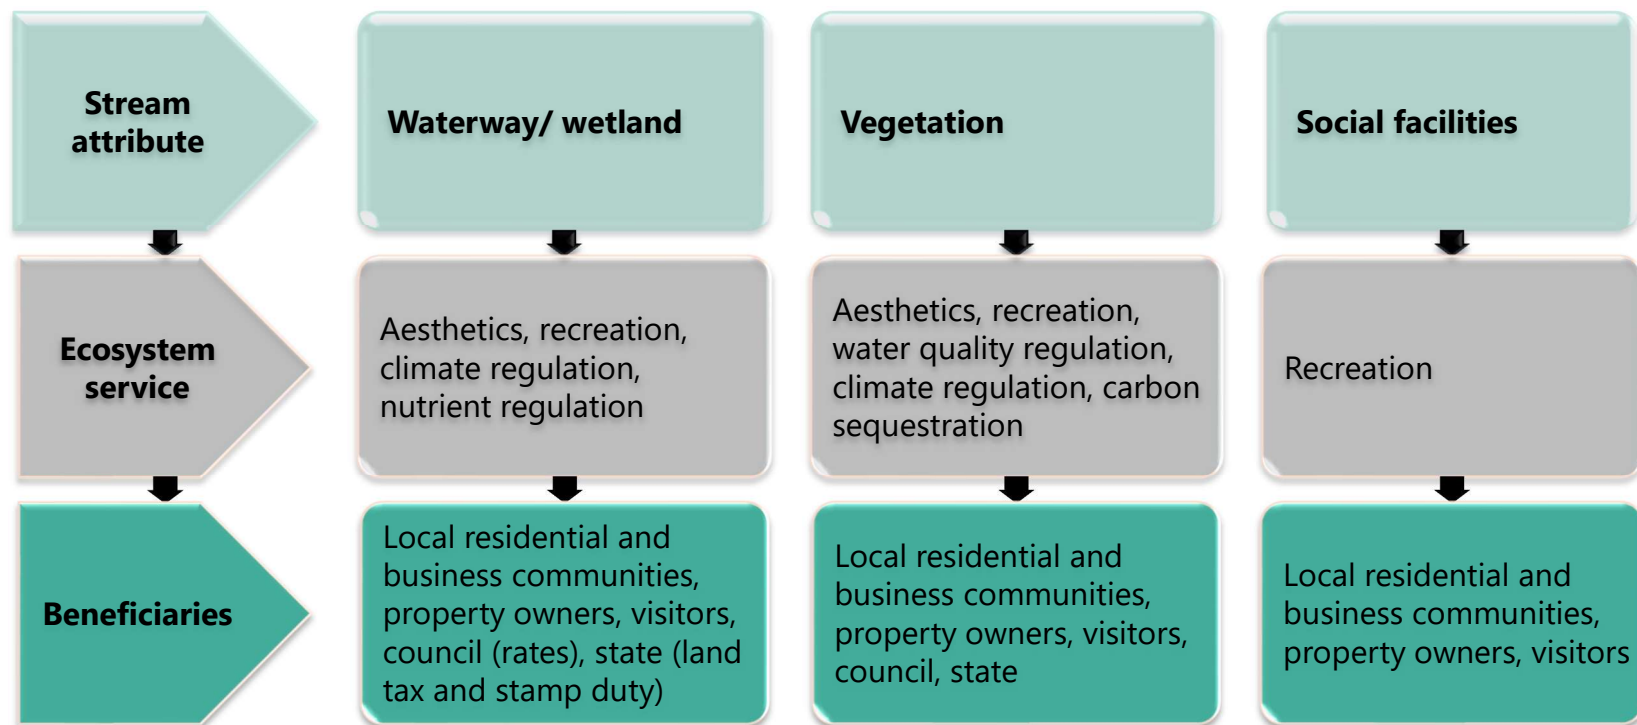 Stream
attribute
Waterway/ wetland
Vegetation
Social facilities
Ecosystem
service
Aesthetics, recreation,
climate regulation,
nutrient regulation
Aesthetics, recreation,
water quality regulation,
climate regulation, carbon
sequestration
Recreation
Beneficiaries
Local residential and
business communities,
property owners, visitors,
council (rates), state (land
tax and stamp duty)
Local residential and
business communities,
property owners, visitors,
council, state
Local residential and
business communities,
property owners, visitors